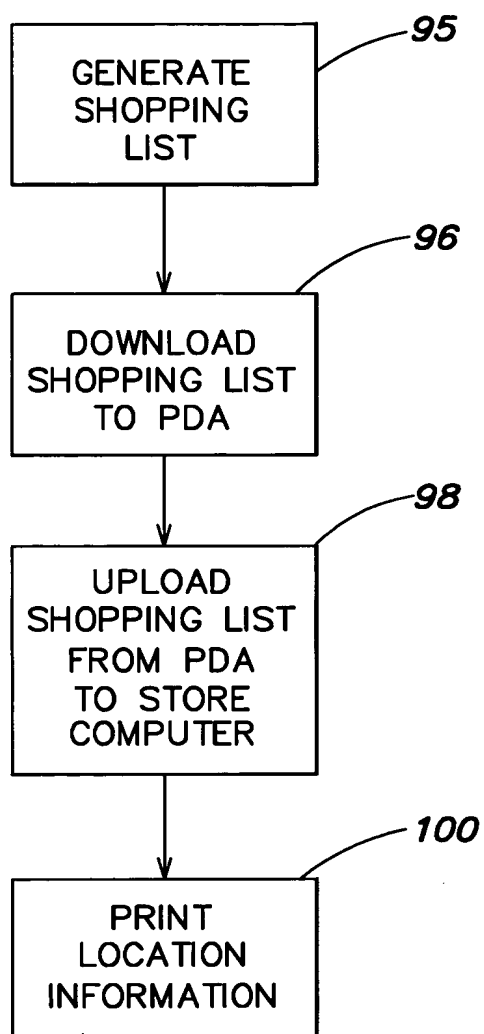 95
GENERATE
SHOPPING
LIST
96
DOWNLOAD
SHOPPING LIST
TO PDA
98
UPLOAD
SHOPPING LIST
FROM PDA
TO STORE
COMPUTER
100
PRINT
LOCATION
INFORMATION